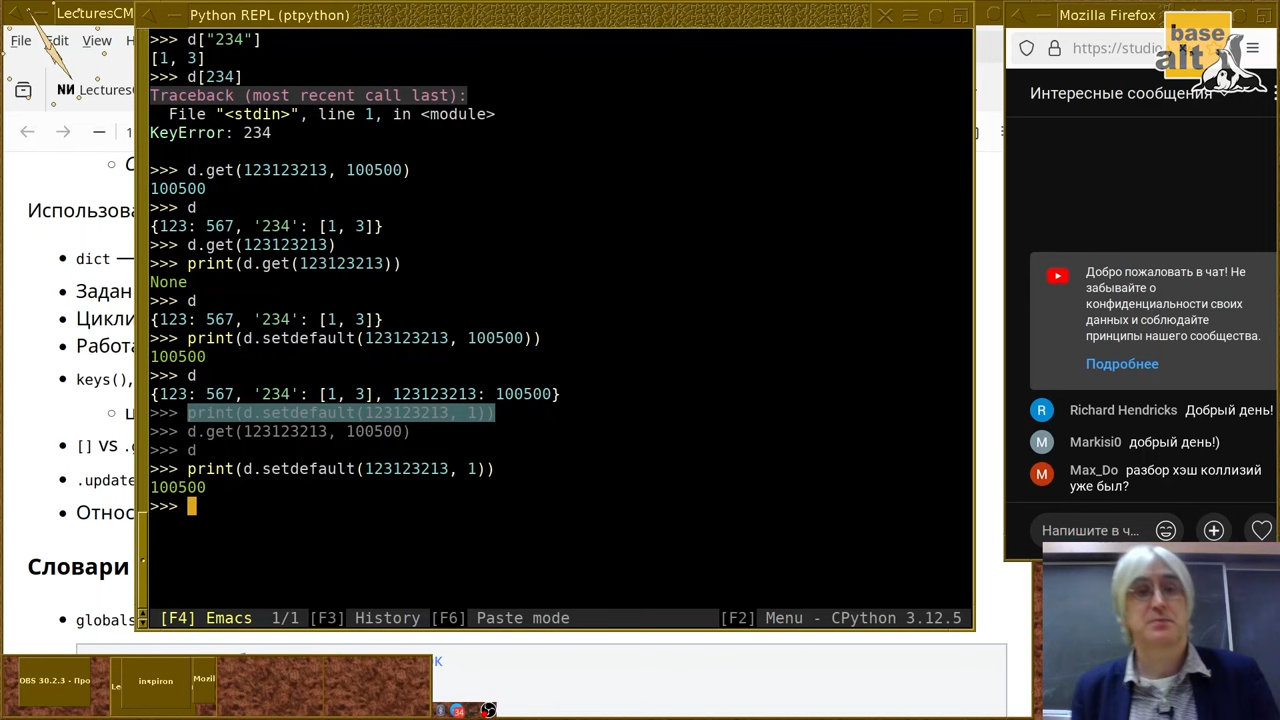 LecturesCM
File Edit View H
LecturesC
1
Использова
dict —
Задан
Цикли
Работа
keys(),
[] vs .g
.update
Относ
Словари
globals
Python REPL (ptpython)
>>> d["234"]
[1, 3]
>>> d[234]
Traceback (most recent call last):
File "<stdin>", line 1, in <module>
KeyError: 234
>>> d.get(123123213, 100500)
100500
>>> d
{123: 567, '234': [1, 3]}
>>> d.get(123123213)
>>> print(d.get(123123213))
None
>>> d
{123: 567, '234': [1, 3]}
>>> print(d.setdefault(123123213, 100500))
100500
>>> d
{123: 567, '234': [1, 3], 123123213: 100500}
>>> print(d.setdefault(123123213, 1))
>>> d.get(123123213, 100500)
>>> d
>>> print(d.setdefault(123123213, 1))
100500
>>>
[F4] Emacs 1/1 [F3] History [F6] Paste mode [F2] Menu - CPython 3.12.5
к
DBS 30.2.3 - Про
Le
inspiron
Mozil
34
Mozilla Firefox
https://studio
base
alt
Интересные сообщения
Добро пожаловать в чат! Не
забывайте о
конфиденциальности своих
данных и соблюдайте
принципы нашего сообщества.
Подробнее
R Richard Hendricks Добрый день!
M Markisi0 добрый день!)
M Max_Do разбор хэш коллизий
уже был?
Напишите в ч...